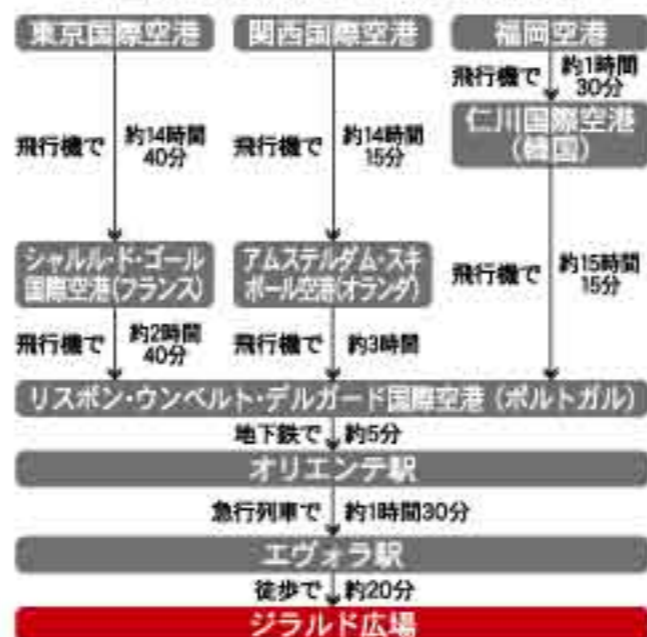 東京国際空港
関西国際空港
福岡空港
飛行機で
約1時間
30分
仁川国際空港
(韓国)
飛行機で
約14時間
40分
飛行機で
約14時間
15分
シャルル・ド・ゴール
国際空港(フランス)
アムステルダム・スキ
ポール空港(オランダ)
飛行機で
約15時間
15分
飛行機で
約2時間
40分
飛行機で
約3時間
リスボン・ウンベルト・デルガード国際空港(ポルトガル)
地下鉄で
約5分
オリエンテ駅
急行列車で
約1時間30分
エヴォラ駅
徒歩で
約20分
ジラルド広場